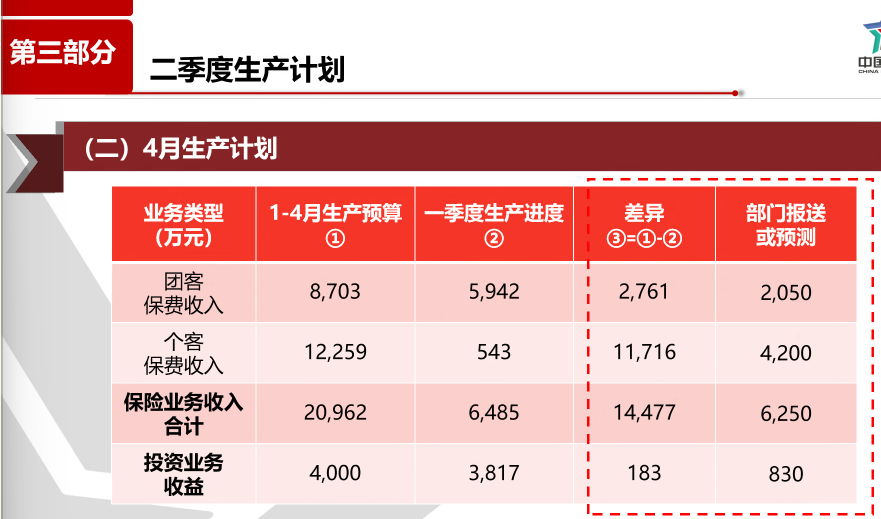 第三部分
二季度生产计划
中国
CHINA
（二）4月生产计划
业务类型
（万元）
1-4月生产预算
①
一季度生产进度
②
差异
③=①-②
部门报送
或预测
团客
保费收入
8,703
5,942
2,761
2,050
个客
保费收入
12,259
543
11,716
4,200
保险业务收入
合计
20,962
6,485
14,477
6,250
投资业务
收益
4,000
3,817
183
830